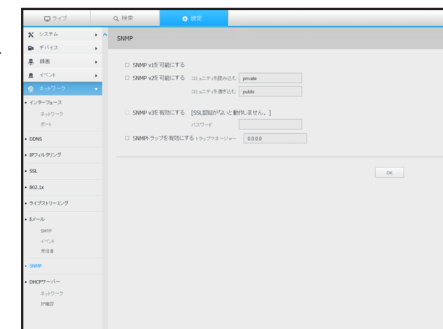 ライブ
検索
設定
システム
デバイス
録画
イベント
ネットワーク
インターフェース
ネットワーク
ポート
DDNS
IPフィルタリング
SSL
802.1x
ライブストリーミング
Eメール
SMTP
イベント
受信者
SNMP
DHCPサーバー
ネットワーク
IP範囲
SNMP
SNMP v1を可能にする
SNMP v2を可能にする コミュニティを読み込む private
コミュニティを書き込む public
SNMP v3を有効にする [SSL認証がないと動作しません。]
パスワード
SNMPトラップを有効にする トラップマネージャー 0.0.0.0
OK